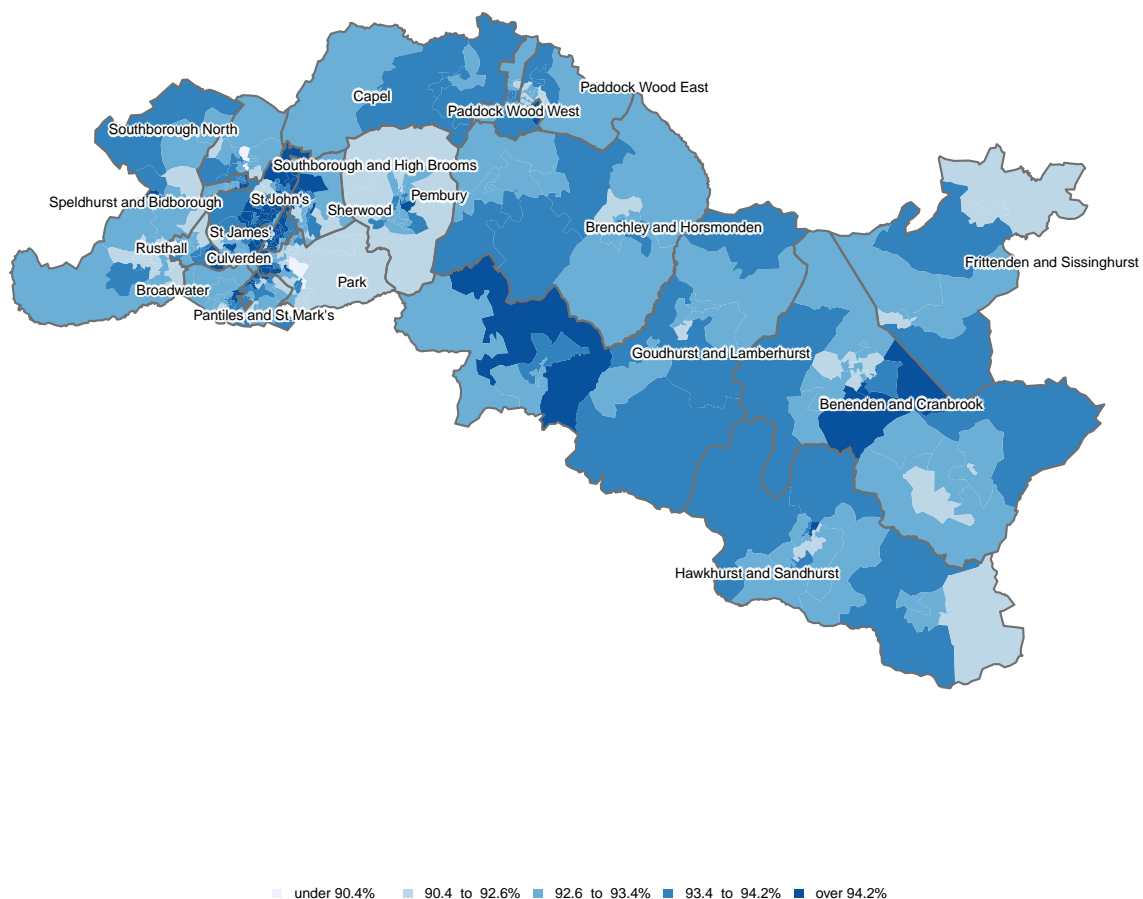 Paddock Wood East
Capel
Paddock Wood West
Southborough North
Southborough and High Brooms
Pembury
Speldhurst and Bidborough
St John's
Sherwood
Brenchley and Horsmonden
St James'
Rusthall
Culverden
Frittenden and Sissinghurst
Park
Broadwater
Pantiles and St Mark's
Goudhurst and Lamberhurst
Benenden and Cranbrook
Hawkhurst and Sandhurst
under 90.4% 90.4 to 92.6% 92.6 to 93.4% 93.4 to 94.2% over 94.2%